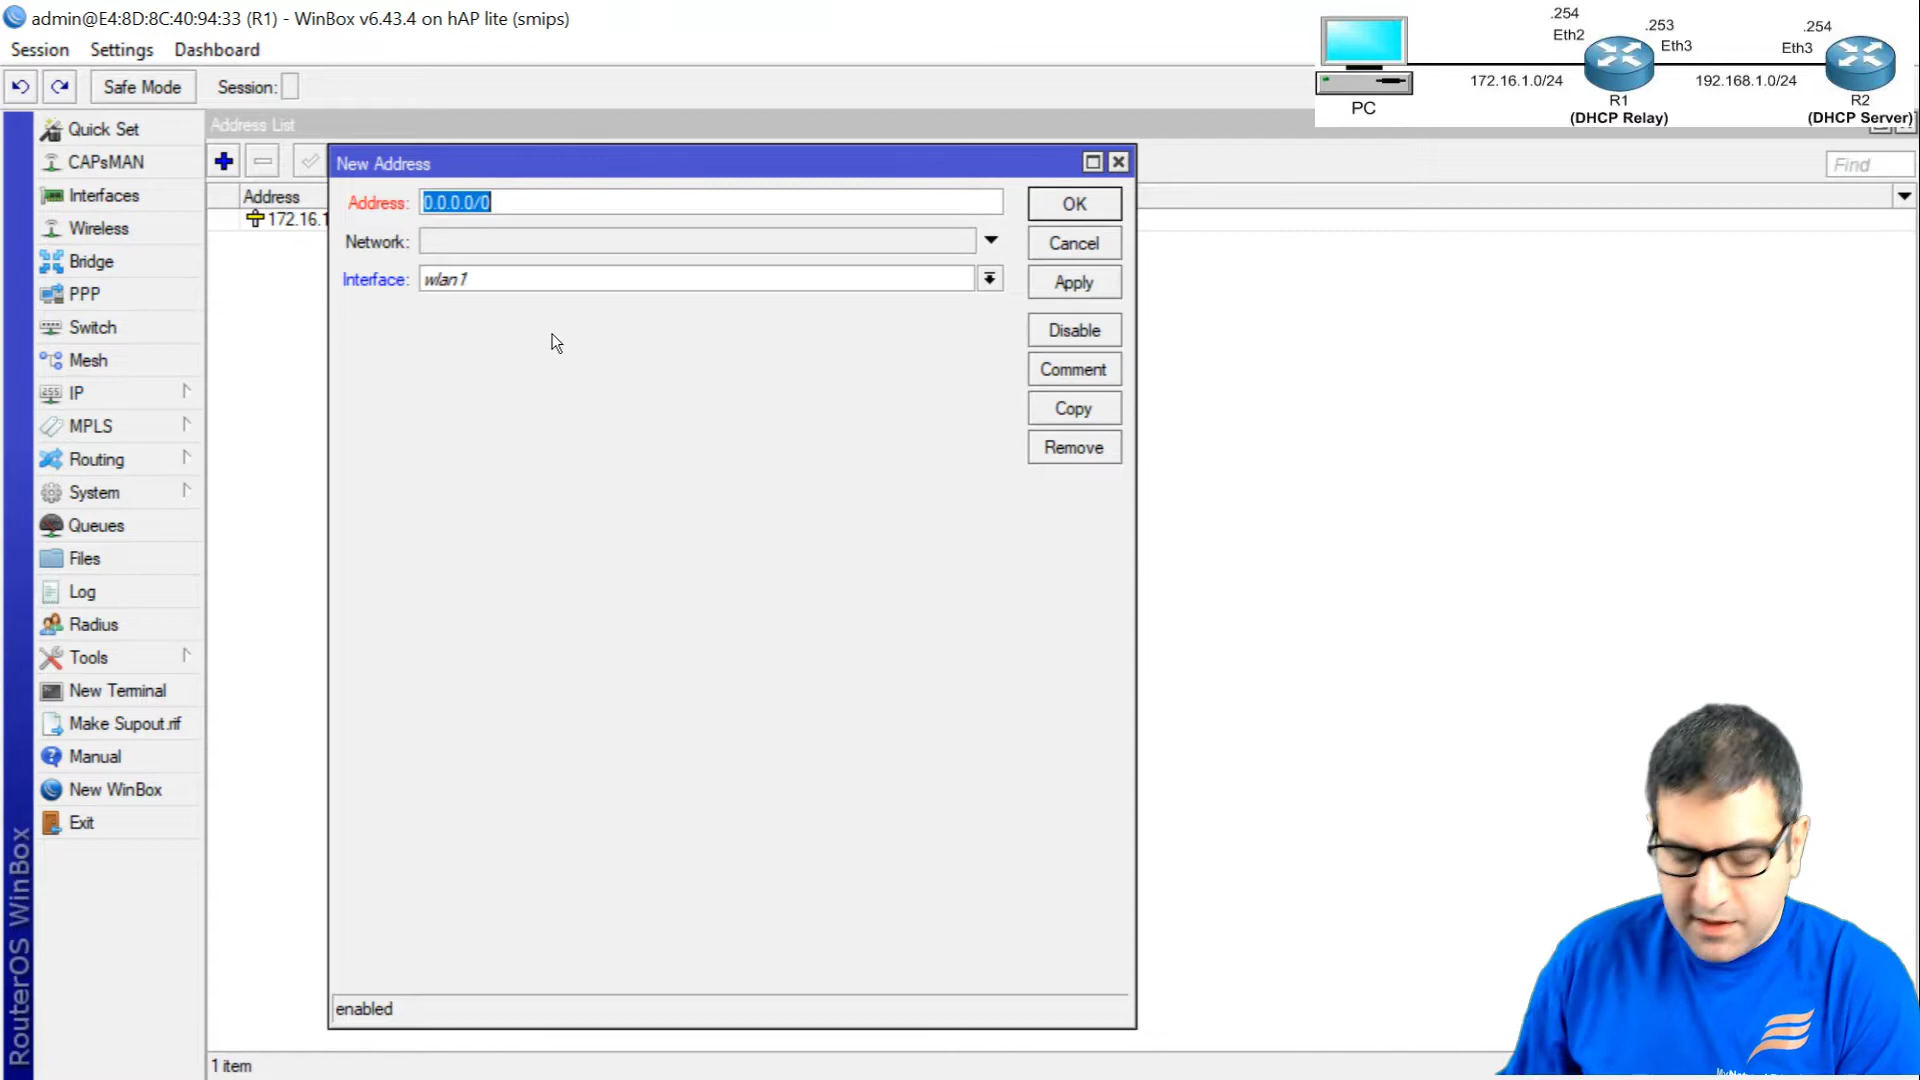 admin@E4:8D:8C:40:94:33 (R1) - WinBox v6.43.4 on hAP lite (smips)
Session Settings Dashboard
Safe Mode Session:
.254
Eth2
.253
Eth3
.254
Eth3
172.16.1.0/24
192.168.1.0/24
PC
R1
(DHCP Relay)
R2
(DHCP Server)
Quick Set
CAPsMAN
Interfaces
Wireless
Bridge
PPP
Switch
Mesh
IP
MPLS
Routing
System
Queues
Files
Log
Radius
Tools
New Terminal
Make Supout.rif
Manual
New WinBox
Exit
RouterOS WinBox
Address List
Find
Address
172.16.1
New Address
Address: 0.0.0.0/0
Network:
Interface: wlan1
OK
Cancel
Apply
Disable
Comment
Copy
Remove
enabled
1 item